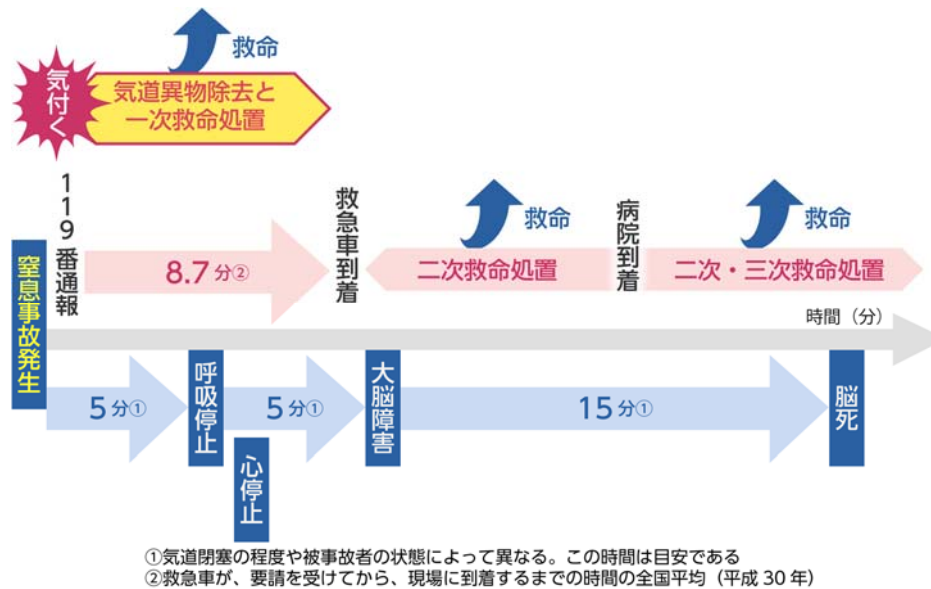 救命
気付く
気道異物除去と
一次救命処置
119番通報
8.7分②
救急車到着
救命
二次救命処置
病院到着
救命
二次・三次救命処置
窒息事故発生
時間（分）
5分①
呼吸停止
心停止
5分①
大脳障害
15分①
脳死
①気道閉塞の程度や被事故者の状態によって異なる。この時間は目安である
②救急車が、要請を受けてから、現場に到着するまでの時間の全国平均（平成30年）